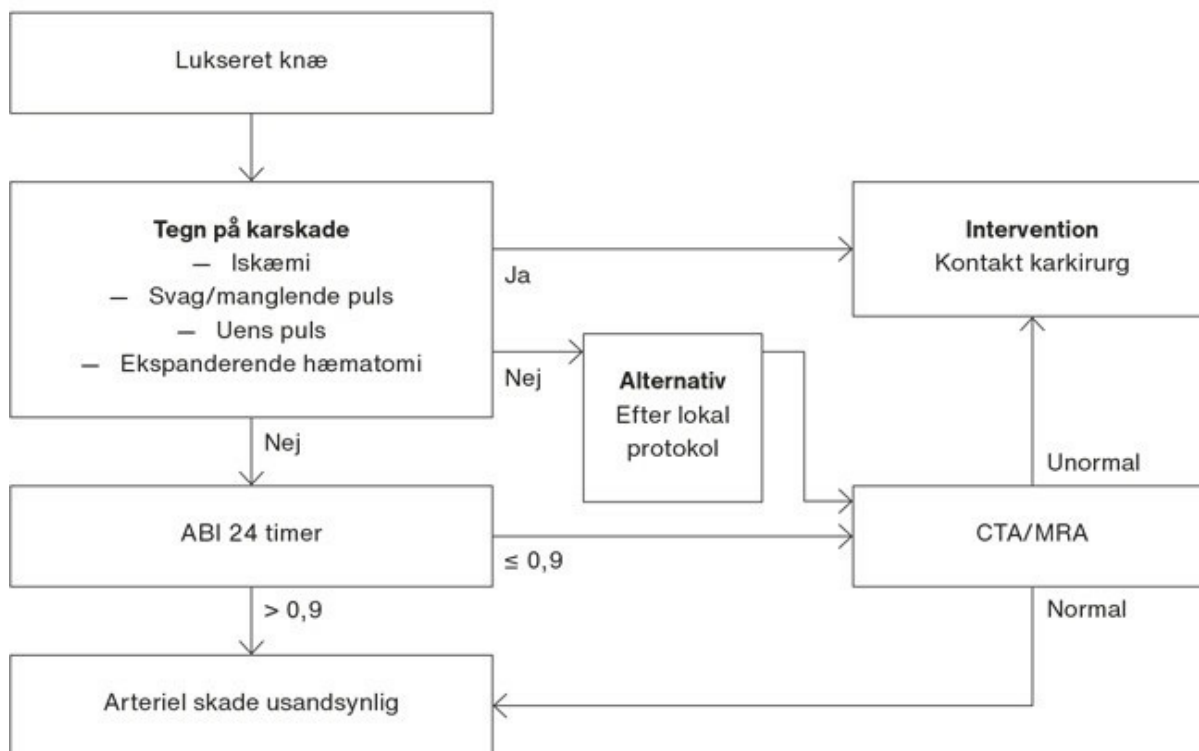 Lukseret knæ
Tegn på karskade
— Iskæmi
— Svag/manglende puls
— Uens puls
— Ekspanderende hæmatomi
Ja
Intervention
Kontakt karkirurg
Nej
Alternativ
Efter lokal
protokol
Nej
Unormal
ABI 24 timer
≤ 0,9
CTA/MRA
> 0,9
Normal
Arteriel skade usandsynlig